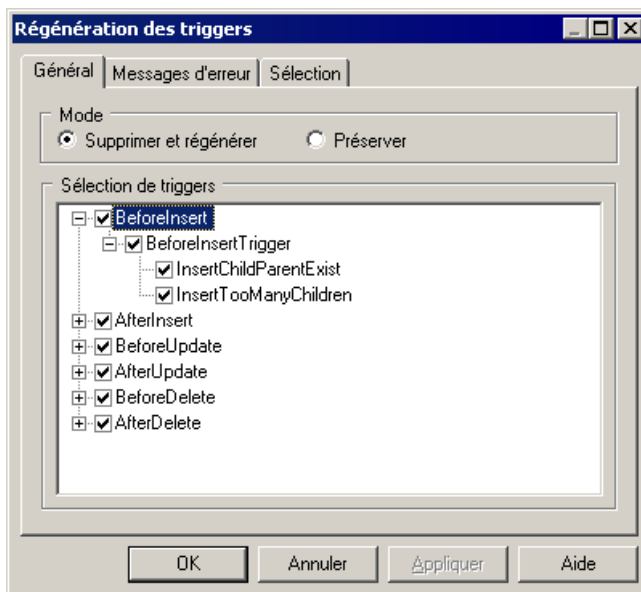 Régénération des triggers
Général Messages d'erreur Sélection
Mode
Supprimer et régénérer Préserver
Sélection de triggers
BeforeInsert
BeforeInsertTrigger
InsertChildParentExist
InsertTooManyChildren
AfterInsert
BeforeUpdate
AfterUpdate
BeforeDelete
AfterDelete
OK Annuler Appliquer Aide